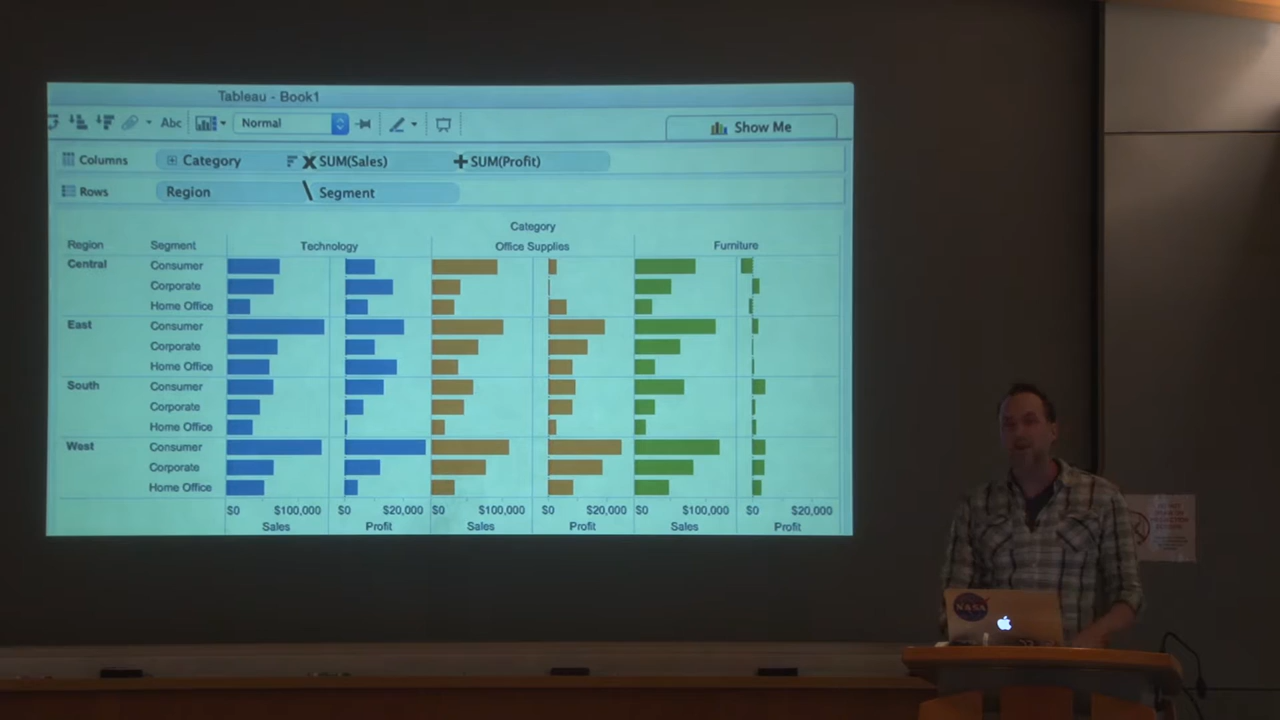 Tableau - Book1
Abc Normal Show Me
Columns Category X SUM(Sales) + SUM(Profit)
Rows Region \ Segment
Category
Region Segment Technology Office Supplies Furniture
Central Consumer
Corporate
Home Office
East Consumer
Corporate
Home Office
South Consumer
Corporate
Home Office
West Consumer
Corporate
Home Office
$0 $100,000 $0 $20,000 $0 $100,000 $0 $20,000 $0 $100,000 $0 $20,000
Sales Profit Sales Profit Sales Profit
NASA